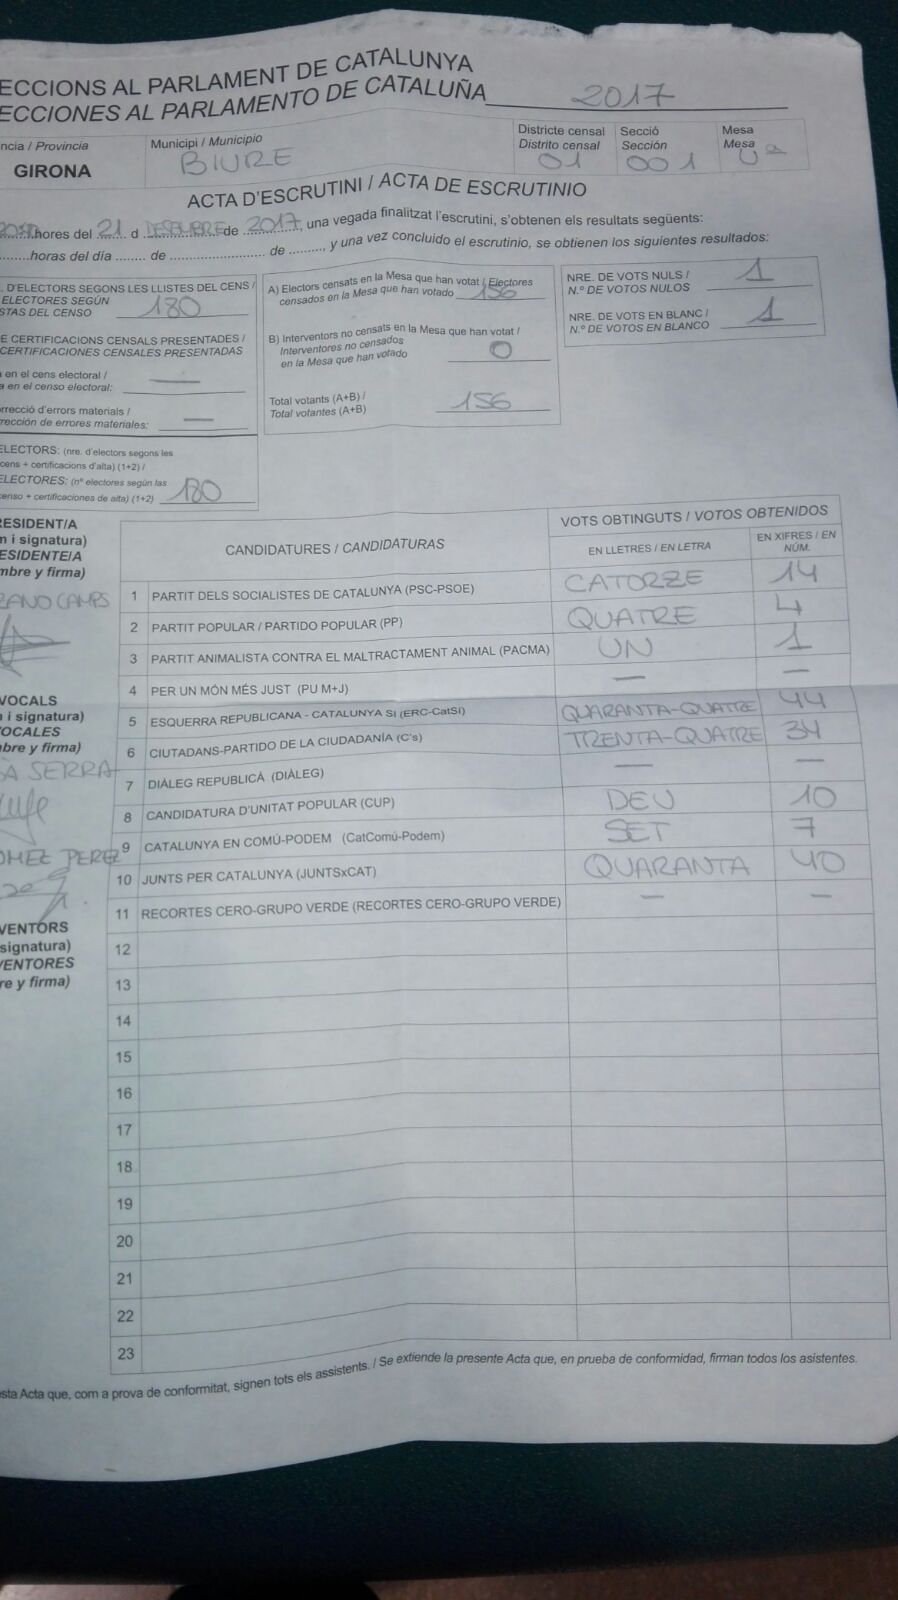 ECCIONS AL PARLAMENT DE CATALUNYA
ECCIONES AL PARLAMENTO DE CATALUÑA 2017
ncia / Provincia
GIRONA
Municipi / Municipio
BIURE
Districte censal
Distrito censal
01
Secció
Sección
001
Mesa
Mesa
Ua
ACTA D'ESCRUTINI / ACTA DE ESCRUTINIO
hores del 21 d DESEMBRE de 2017, una vegada finalitzat l'escrutini, s'obtenen els resultats següents:
horas del día ........ de ........................ de ........., y una vez concluido el escrutinio, se obtienen los siguientes resultados:
. D'ELECTORS SEGONS LES LLISTES DEL CENS /
ELECTORES SEGÚN
STAS DEL CENSO 180
E CERTIFICACIONS CENSALS PRESENTADES /
CERTIFICACIONES CENSALES PRESENTADAS
a en el cens electoral /
a en el censo electoral: —
rrecció d'errors materials /
rrección de errores materiales: —
ELECTORS: (nre. d'electors segons les
cens + certificacions d'alta) (1+2) /
ELECTORES: (nº electores según las
censo + certificaciones de alta) (1+2) 180
A) Electors censats en la Mesa que han votat / Electores
censados en la Mesa que han votado 156
B) Interventors no censats en la Mesa que han votat /
Interventores no censados
en la Mesa que han votado 0
Total votants (A+B) /
Total votantes (A+B) 156
NRE. DE VOTS NULS /
N.º DE VOTOS NULOS 1
NRE. DE VOTS EN BLANC /
N.º DE VOTOS EN BLANCO 1
RESIDENT/A
n i signatura)
ESIDENTE/A
mbre y firma)
CAMPS
VOCALS
n i signatura)
OCALES
bre y firma)
SERRA
PEREZ
VENTORS
signatura)
VENTORES
re y firma)
CANDIDATURES / CANDIDATURAS
VOTS OBTINGUTS / VOTOS OBTENIDOS
EN LLETRES / EN LETRA
EN XIFRES / EN
NÚM.
1 PARTIT DELS SOCIALISTES DE CATALUNYA (PSC-PSOE) CATORZE 14
2 PARTIT POPULAR / PARTIDO POPULAR (PP) QUATRE 4
3 PARTIT ANIMALISTA CONTRA EL MALTRACTAMENT ANIMAL (PACMA) UN 1
4 PER UN MÓN MÉS JUST (PU M+J) — —
5 ESQUERRA REPUBLICANA - CATALUNYA SI (ERC-CatSí) QUARANTA-QUATRE 44
6 CIUTADANS-PARTIDO DE LA CIUDADANÍA (C's) TRENTA-QUATRE 34
7 DIÀLEG REPUBLICÀ (DIÀLEG) — —
8 CANDIDATURA D'UNITAT POPULAR (CUP) DEU 10
9 CATALUNYA EN COMÚ-PODEM (CatComú-Podem) SET 7
10 JUNTS PER CATALUNYA (JUNTSxCAT) QUARANTA 40
11 RECORTES CERO-GRUPO VERDE (RECORTES CERO-GRUPO VERDE) — —
12
13
14
15
16
17
18
19
20
21
22
23
sta Acta que, com a prova de conformitat, signen tots els assistents. / Se extiende la presente Acta que, en prueba de conformidad, firman todos los asistentes.